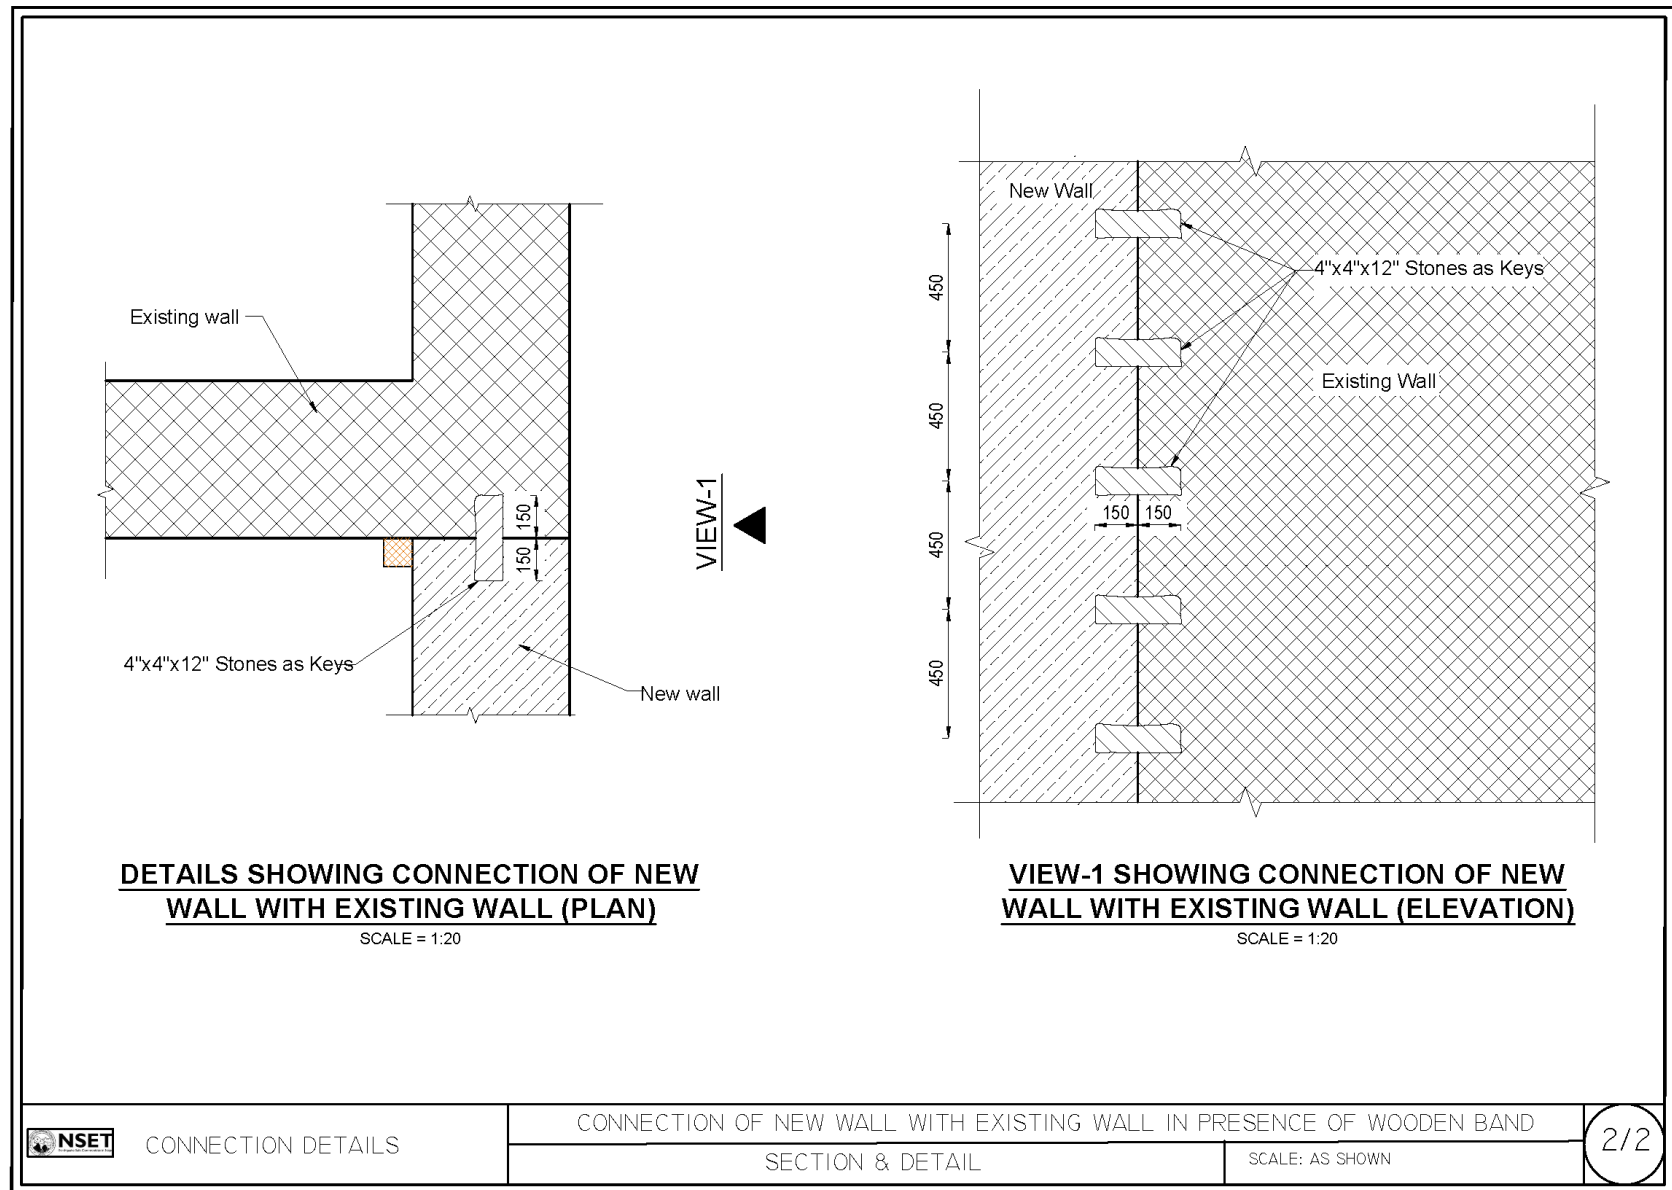 Existing wall
150
150
4"x4"x12" Stones as Keys
New wall
VIEW-1
New Wall
4"x4"x12" Stones as Keys
Existing Wall
450
450
450
450
150 150
DETAILS SHOWING CONNECTION OF NEW
WALL WITH EXISTING WALL (PLAN)
SCALE = 1:20
VIEW-1 SHOWING CONNECTION OF NEW
WALL WITH EXISTING WALL (ELEVATION)
SCALE = 1:20
NSET
CONNECTION DETAILS
CONNECTION OF NEW WALL WITH EXISTING WALL IN PRESENCE OF WOODEN BAND
SECTION & DETAIL
SCALE: AS SHOWN
2/2